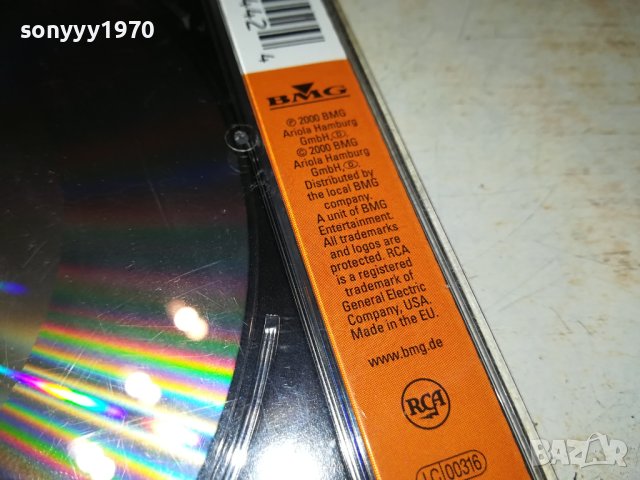 sonyyy1970
442
4
BMG
℗ 2000 BMG
Ariola Hamburg
GmbH, D.
© 2000 BMG
Ariola Hamburg
GmbH, D.
Distributed by
the local BMG
company.
A unit of BMG
Entertainment.
All trademarks
and logos are
protected. RCA
is a registered
trademark of
General Electric
Company, USA.
Made in the EU.
www.bmg.de
RCA
LC 00316
BAZAR